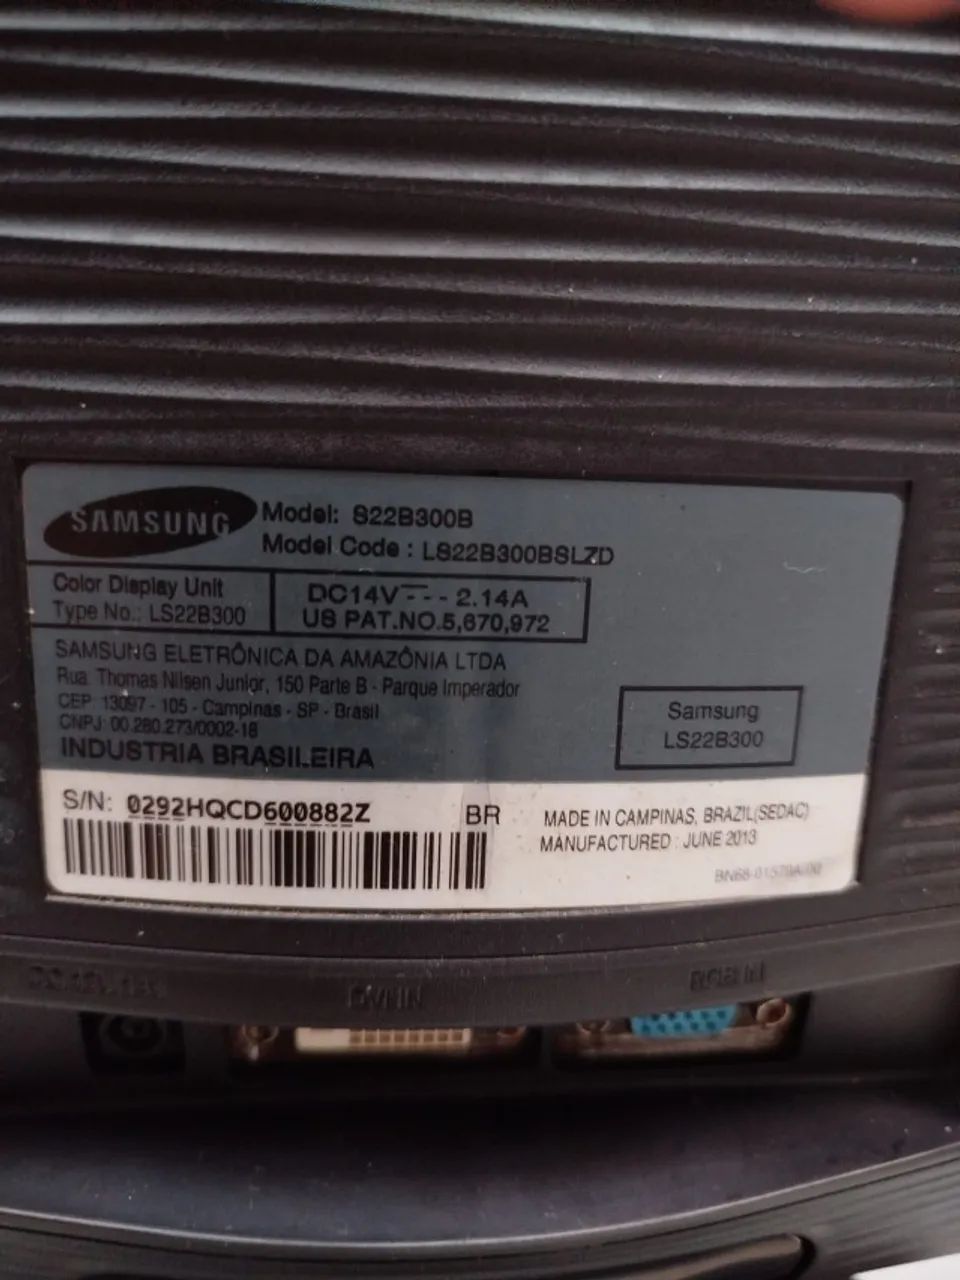 SAMSUNG
Model: S22B300B
Model Code : LS22B300BSLZD
Color Display Unit
Type No.: LS22B300
DC14V⎓2.14A
US PAT.NO.5,670,972
SAMSUNG ELETRÔNICA DA AMAZÔNIA LTDA
Rua: Thomas Nilsen Junior, 150 Parte B - Parque Imperador
CEP: 13097 - 105 - Campinas - SP - Brasil
CNPJ: 00.280.273/0002-18
INDUSTRIA BRASILEIRA
Samsung
LS22B300
S/N: 0292HQCD600882Z
BR
MADE IN CAMPINAS, BRAZIL(SEDAC)
MANUFACTURED : JUNE 2013
DVI IN
RGB IN